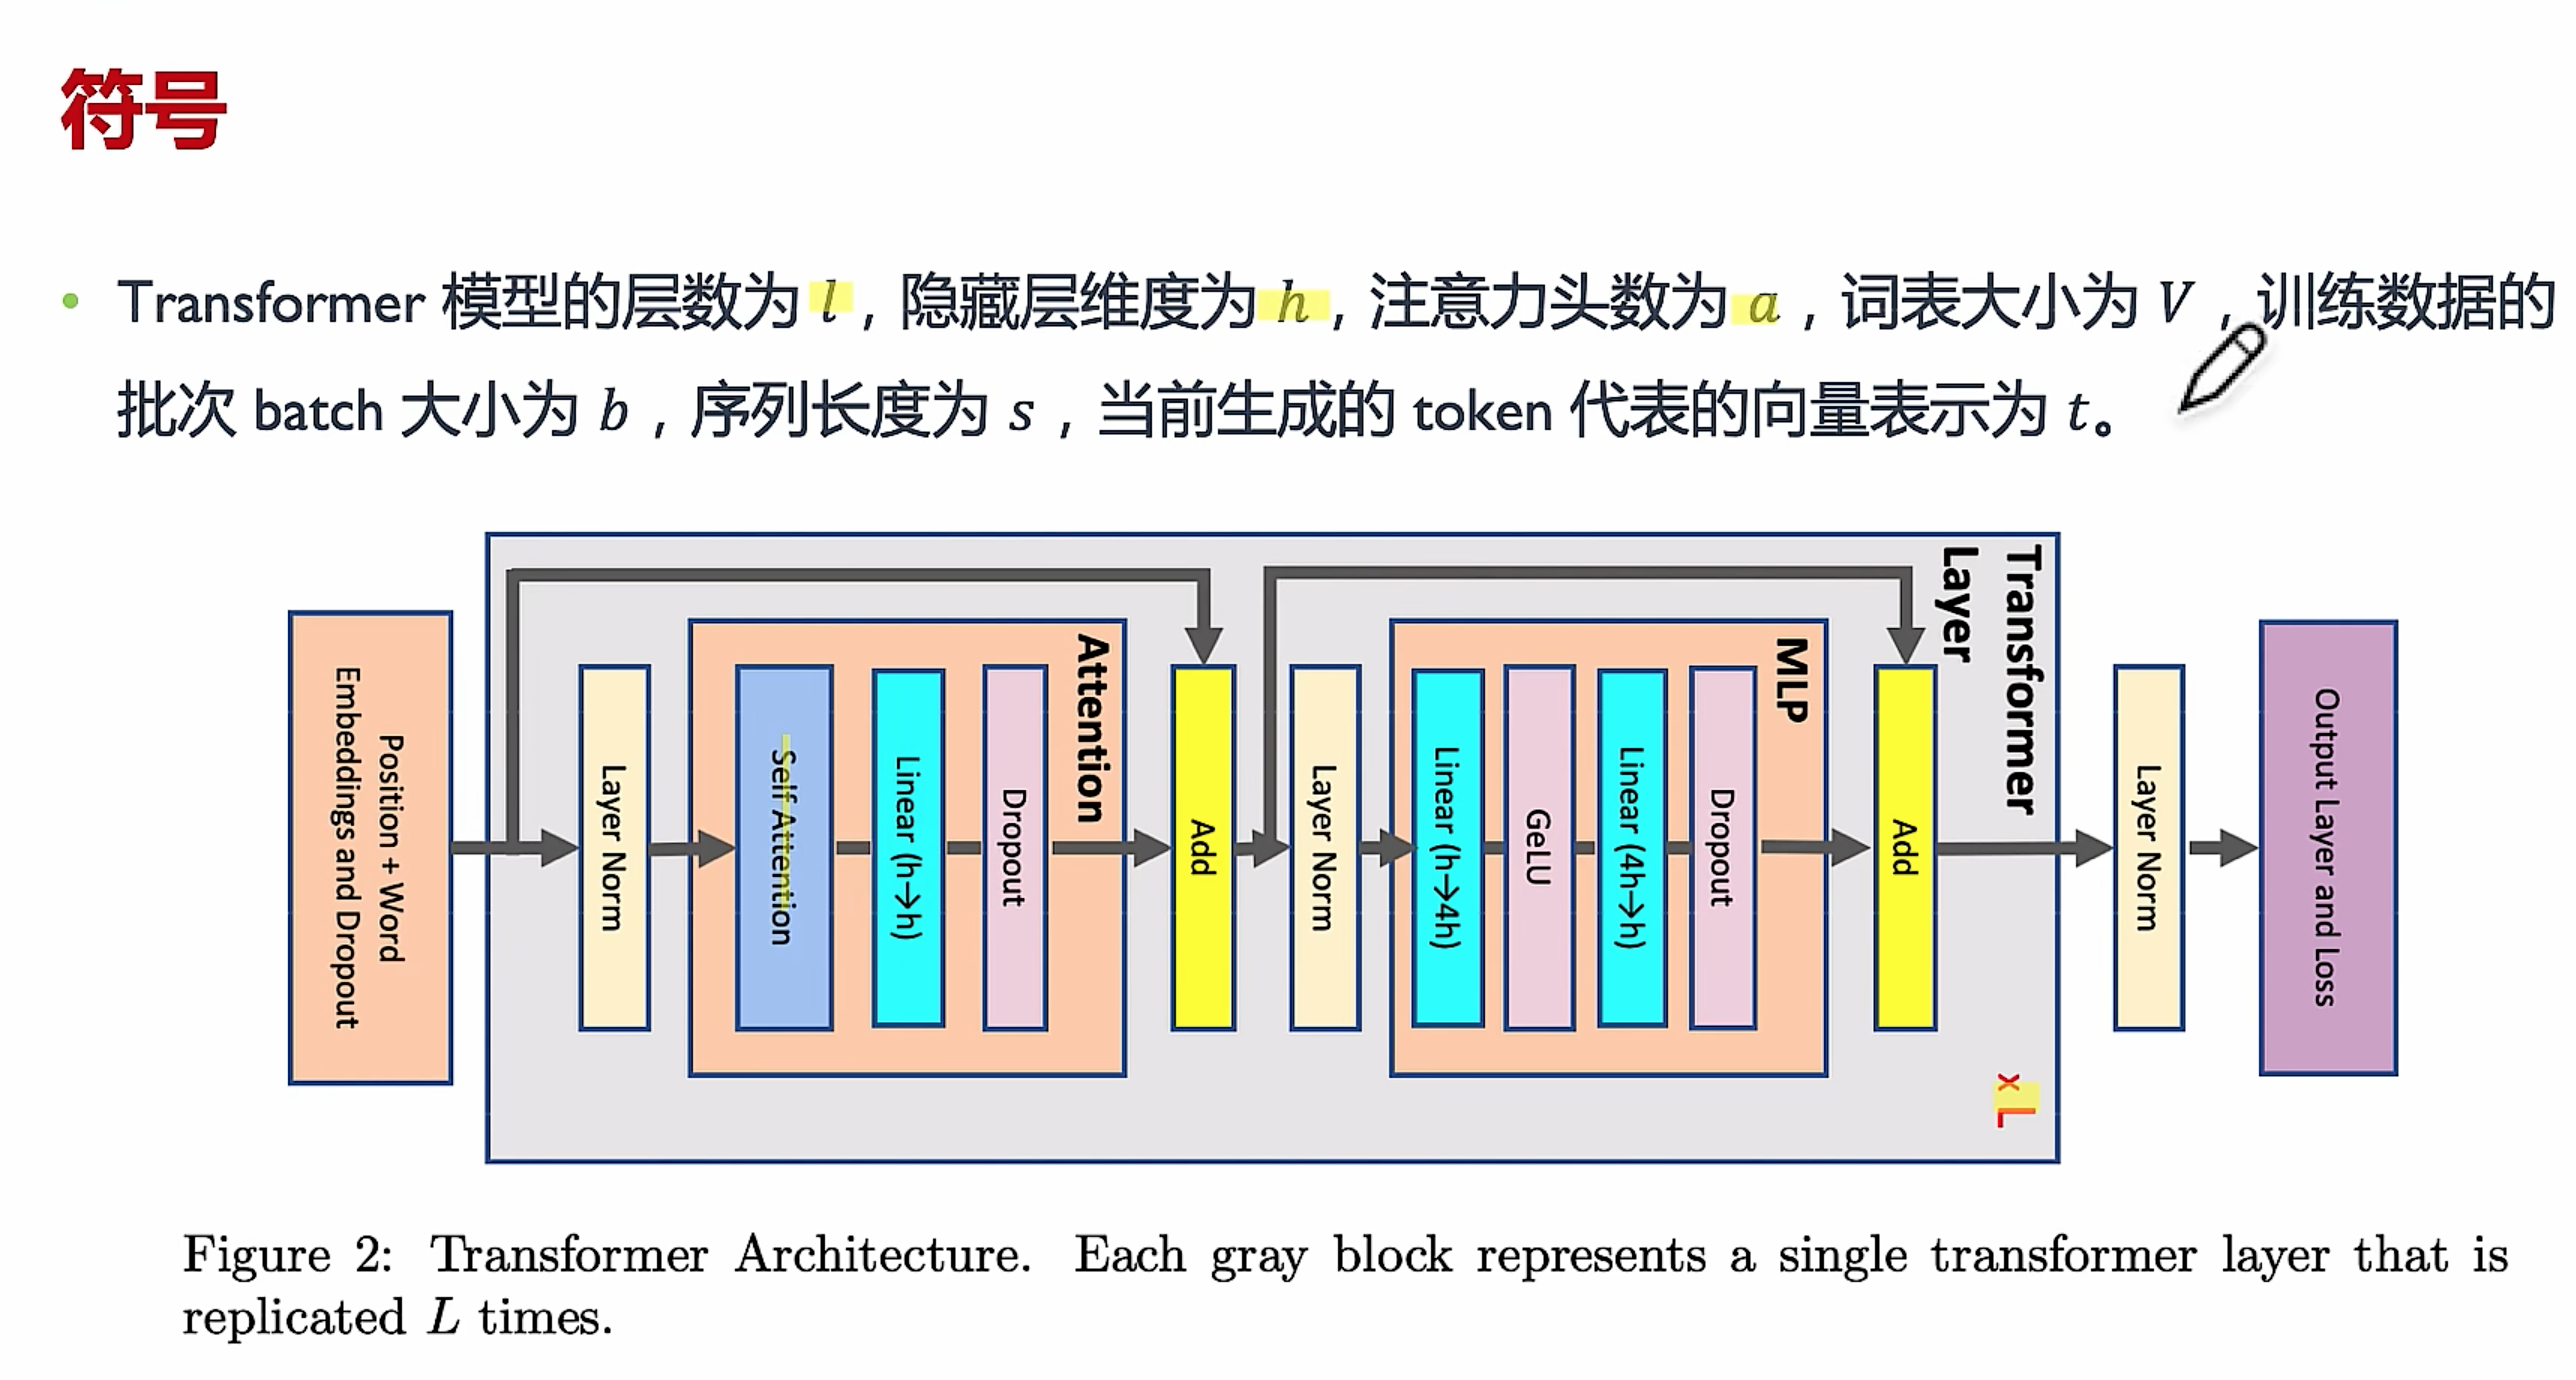 符号
• Transformer 模型的层数为 l，隐藏层维度为 h，注意力头数为 a，词表大小为 V，训练数据的
批次 batch 大小为 b，序列长度为 s，当前生成的 token 代表的向量表示为 t。
Position + Word
Embeddings and Dropout
Layer Norm
Attention
Self Attention
Linear (h→h)
Dropout
Add
Layer Norm
MLP
Linear (h→4h)
GeLU
Linear (4h→h)
Dropout
Add
Transformer
Layer
x L
Layer Norm
Output Layer and Loss
Figure 2: Transformer Architecture. Each gray block represents a single transformer layer that is
replicated L times.